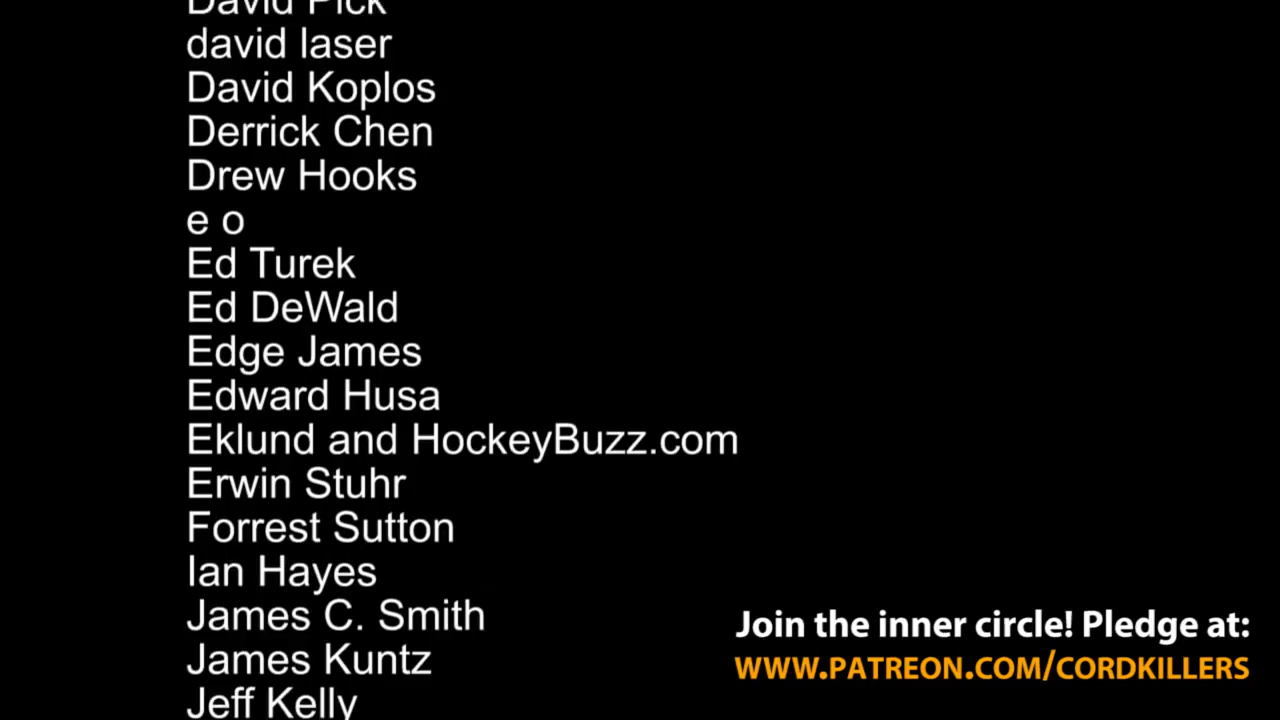 David Pick
david laser
David Koplos
Derrick Chen
Drew Hooks
e o
Ed Turek
Ed DeWald
Edge James
Edward Husa
Eklund and HockeyBuzz.com
Erwin Stuhr
Forrest Sutton
Ian Hayes
James C. Smith
James Kuntz
Jeff Kelly
Join the inner circle! Pledge at:
WWW.PATREON.COM/CORDKILLERS